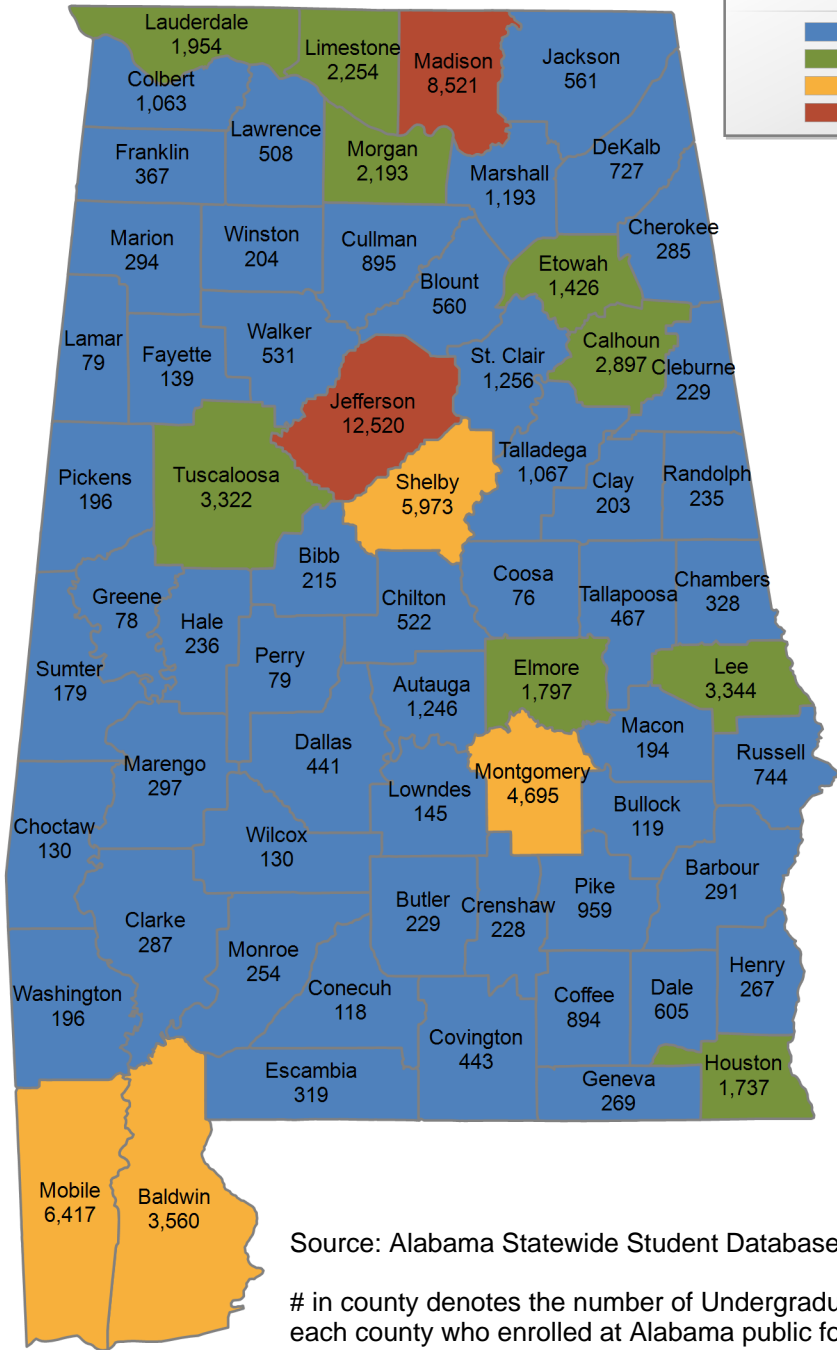 Lauderdale
1,954
Limestone
2,254
Madison
8,521
Jackson
561
Colbert
1,063
Lawrence
508
Franklin
367
Morgan
2,193
Marshall
1,193
DeKalb
727
Marion
294
Winston
204
Cullman
895
Blount
560
Etowah
1,426
Cherokee
285
Lamar
79
Fayette
139
Walker
531
St. Clair
1,256
Calhoun
2,897
Cleburne
229
Jefferson
12,520
Pickens
196
Tuscaloosa
3,322
Shelby
5,973
Talladega
1,067
Clay
203
Randolph
235
Bibb
215
Greene
78
Hale
236
Chilton
522
Coosa
76
Tallapoosa
467
Chambers
328
Sumter
179
Perry
79
Autauga
1,246
Elmore
1,797
Lee
3,344
Marengo
297
Dallas
441
Lowndes
145
Montgomery
4,695
Macon
194
Russell
744
Bullock
119
Choctaw
130
Wilcox
130
Clarke
287
Butler
229
Crenshaw
228
Pike
959
Barbour
291
Monroe
254
Washington
196
Conecuh
118
Covington
443
Coffee
894
Dale
605
Henry
267
Escambia
319
Geneva
269
Houston
1,737
Mobile
6,417
Baldwin
3,560
Source: Alabama Statewide Student Database
# in county denotes the number of Undergradu
each county who enrolled at Alabama public fo